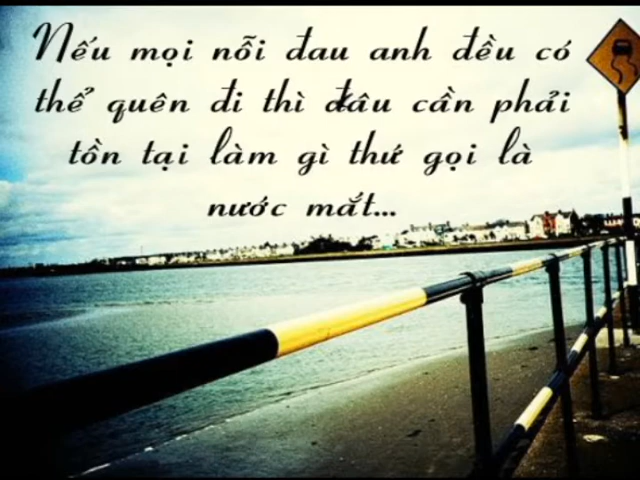 Nếu mọi nỗi đau anh đều có
thể quên đi thì đâu cần phải
tồn tại làm gì thứ gọi là
nước mắt...